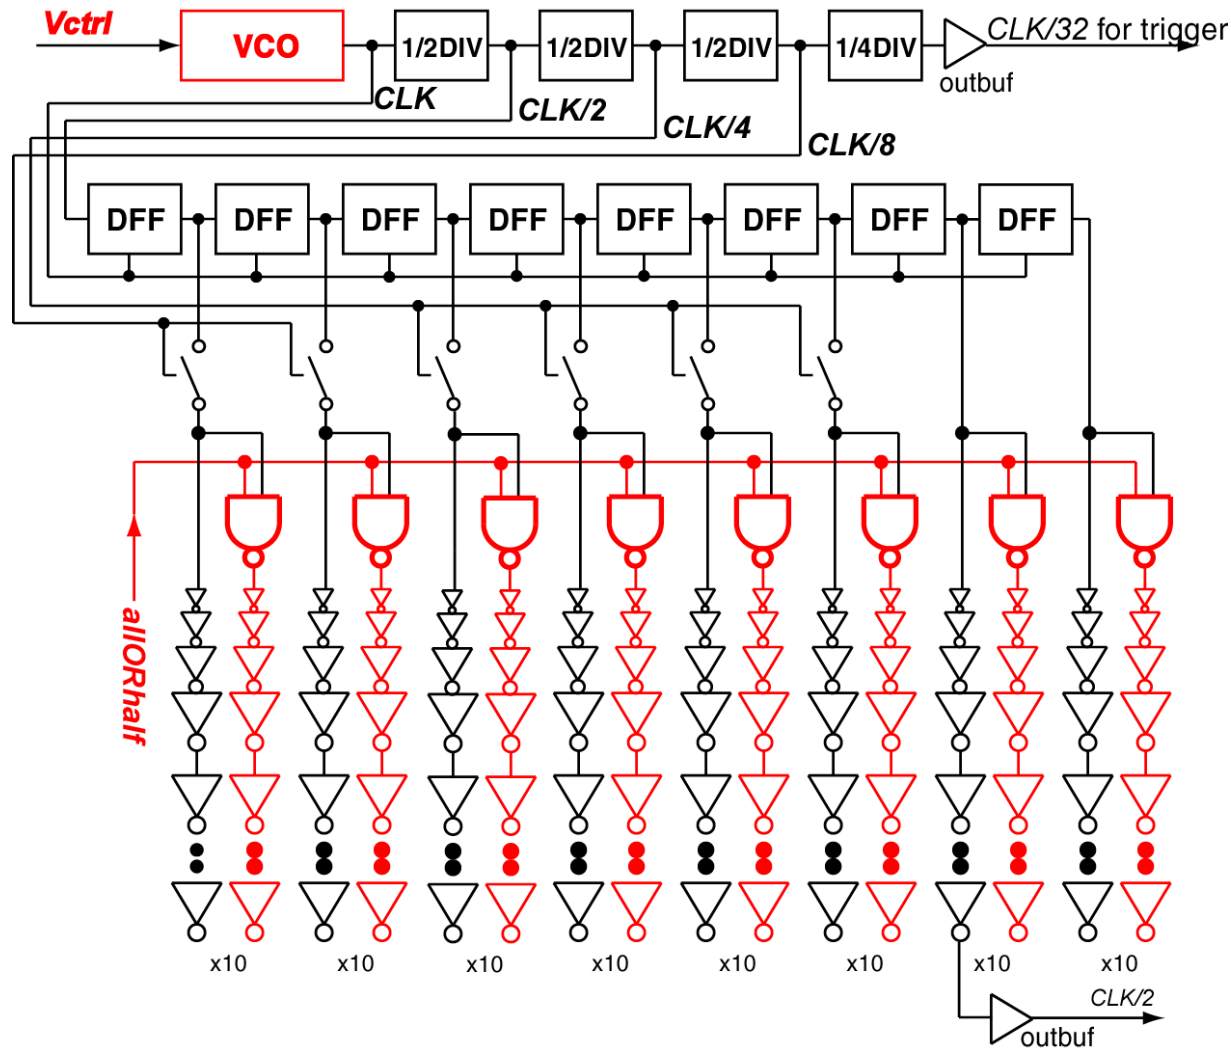 Vctrl
VCO
1/2DIV
1/2DIV
1/2DIV
1/4DIV
CLK/32 for trigger
outbuf
CLK
CLK/2
CLK/4
CLK/8
DFF
DFF
DFF
DFF
DFF
DFF
DFF
DFF
allORhalf
x10
x10
x10
x10
x10
x10
x10
x10
CLK/2
outbuf